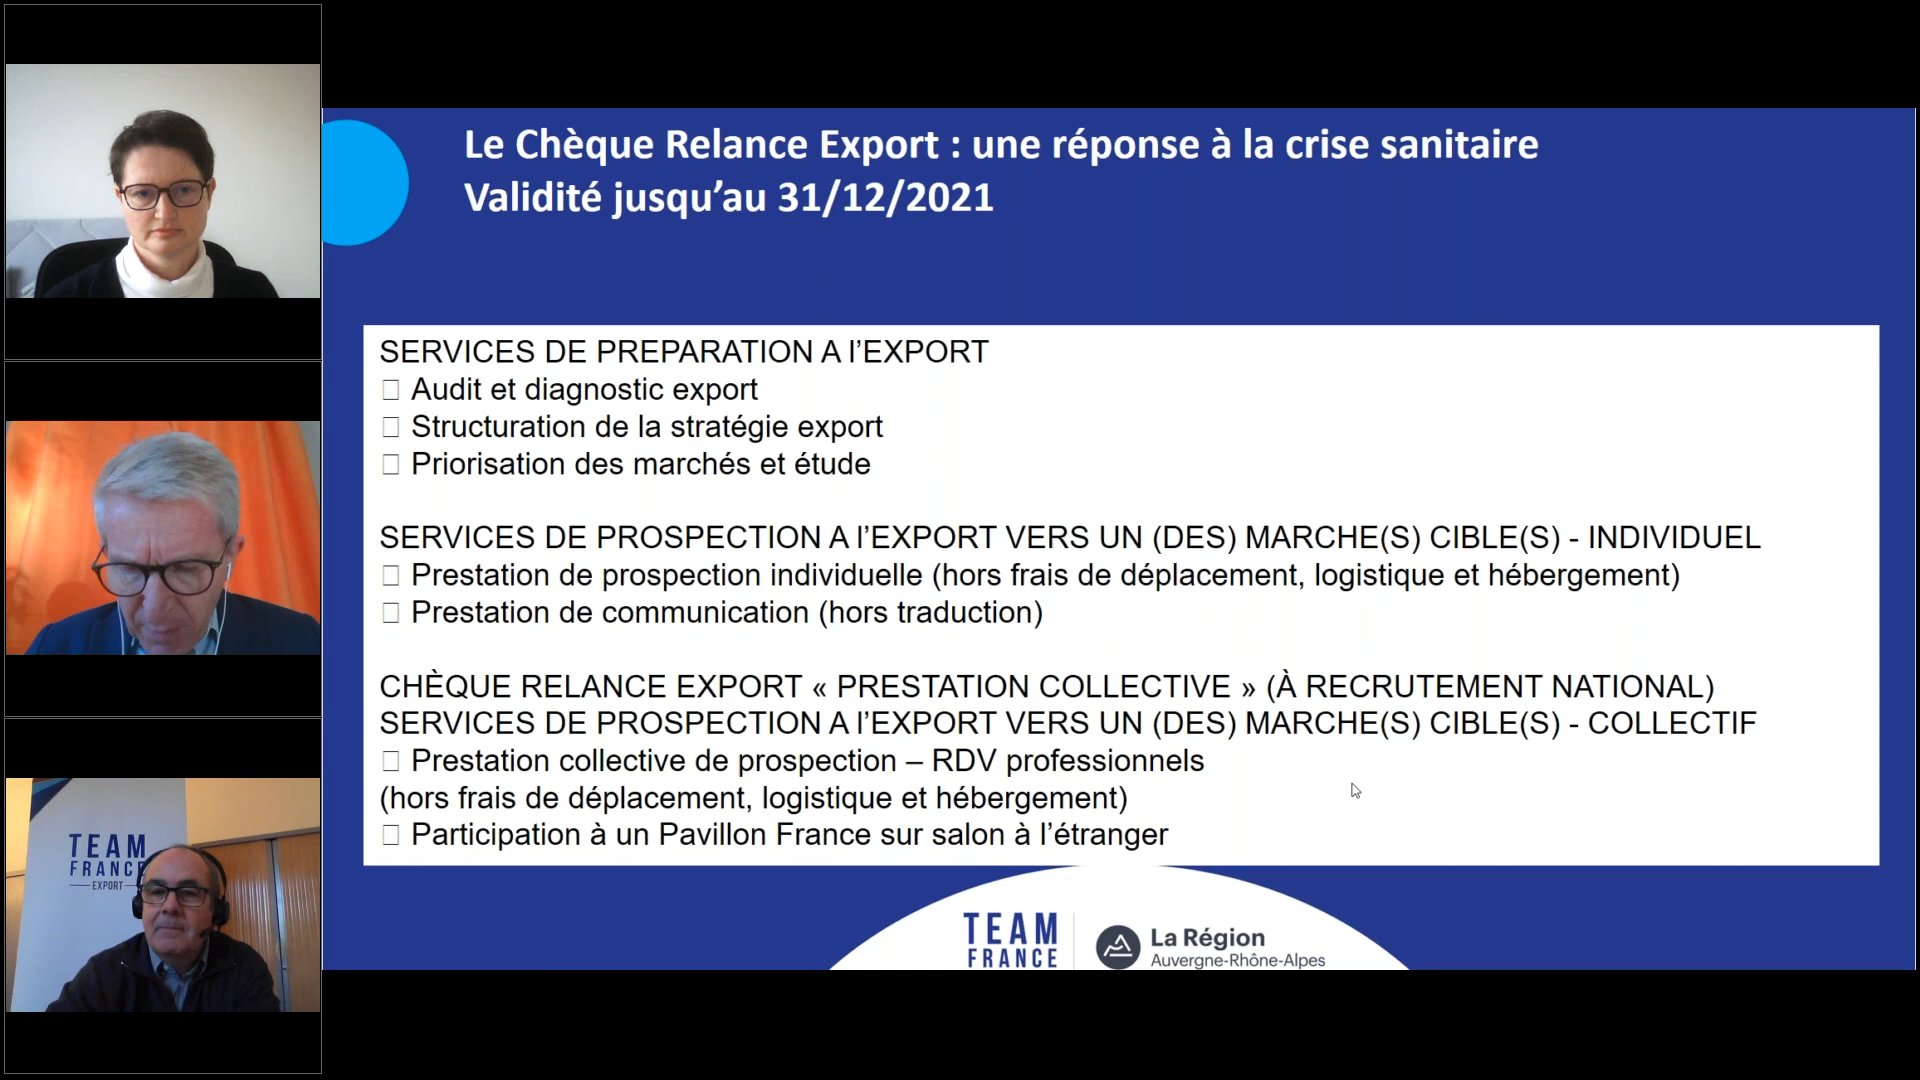 Le Chèque Relance Export : une réponse à la crise sanitaire
Validité jusqu’au 31/12/2021
SERVICES DE PREPARATION A l’EXPORT
Audit et diagnostic export
Structuration de la stratégie export
Priorisation des marchés et étude
SERVICES DE PROSPECTION A l’EXPORT VERS UN (DES) MARCHE(S) CIBLE(S) - INDIVIDUEL
Prestation de prospection individuelle (hors frais de déplacement, logistique et hébergement)
Prestation de communication (hors traduction)
CHÈQUE RELANCE EXPORT « PRESTATION COLLECTIVE » (À RECRUTEMENT NATIONAL)
SERVICES DE PROSPECTION A l’EXPORT VERS UN (DES) MARCHE(S) CIBLE(S) - COLLECTIF
Prestation collective de prospection – RDV professionnels
(hors frais de déplacement, logistique et hébergement)
Participation à un Pavillon France sur salon à l’étranger
TEAM
FRANCE
La Région
Auvergne-Rhône-Alpes
TEAM
FRANCE
EXPORT